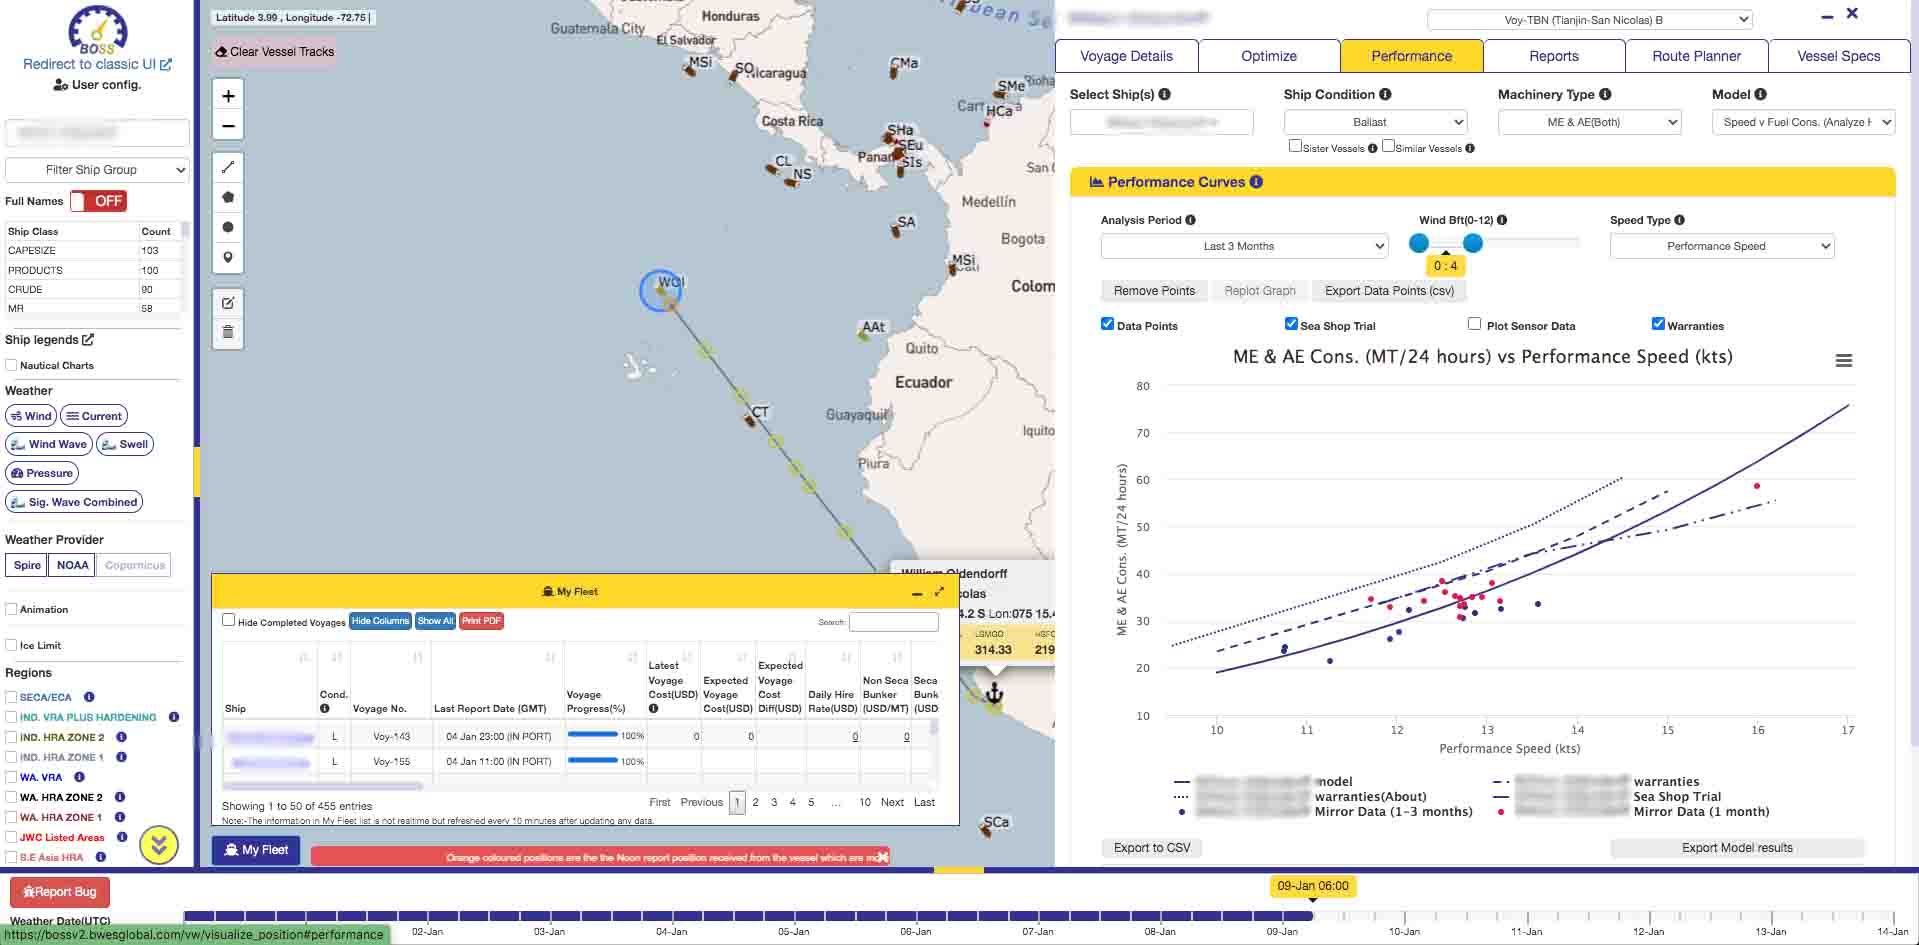 BOSS
Redirect to classic UI
User config.
Filter Ship Group
Full Names OFF
Ship Class Count
CAPESIZE 103
PRODUCTS 100
CRUDE 90
MR 58
Ship legends
Nautical Charts
Weather
Wind Current
Wind Wave Swell
Pressure
Sig. Wave Combined
Weather Provider
Spire NOAA Copernicus
Animation
Ice Limit
Regions
SECA/ECA
IND. VRA PLUS HARDENING
IND. HRA ZONE 2
IND. HRA ZONE 1
WA. VRA
WA. HRA ZONE 2
WA. HRA ZONE 1
JWC Listed Areas
S.E Asia HRA
Latitude 3.99 , Longitude -72.75 |
Clear Vessel Tracks
+
−
Guatemala City
Honduras
El Salvador
MSi
SO
Nicaragua
CMa
SMe
HCa
Costa Rica
SHa
SEu
SIs
CL
NS
San
Medellín
SA
Bogota
MSi
Cali
Colom
WOl
AAt
Quito
Ecuador
CT
Guayaquil
Iquito
Piura
William Oldendorff
colas
4.2 S Lon:075 15.4
LSMGO HSFO
314.33 219
SCa
My Fleet
Hide Completed Voyages Hide Columns Show All Print PDF Search:
Ship Cond. Voyage No. Last Report Date (GMT) Voyage Progress(%) Latest Voyage Cost(USD) Expected Voyage Cost(USD) Expected Voyage Cost Diff(USD) Daily Hire Rate(USD) Non Seca Bunker (USD/MT) Seca Bunk (USD
L Voy-143 04 Jan 23:00 (IN PORT) 100% 0 0 0 0
L Voy-155 04 Jan 11:00 (IN PORT) 100%
Showing 1 to 50 of 455 entries
First Previous 1 2 3 4 5 ... 10 Next Last
Note:-The information in My Fleet list is not realtime but refreshed every 10 minutes after updating any data.
My Fleet
Orange coloured positions are the the Noon report position received from the vessel which are mo
Voy-TBN (Tianjin-San Nicolas) B
Voyage Details Optimize Performance Reports Route Planner Vessel Specs
Select Ship(s) Ship Condition Machinery Type Model
Ballast ME & AE(Both) Speed v Fuel Cons. (Analyze H
Sister Vessels Similar Vessels
Performance Curves
Analysis Period Wind Bft(0-12) Speed Type
Last 3 Months Performance Speed
0 : 4
Remove Points Replot Graph Export Data Points (csv)
Data Points Sea Shop Trial Plot Sensor Data Warranties
ME & AE Cons. (MT/24 hours) vs Performance Speed (kts)
ME & AE Cons. (MT/24 hours)
80
70
60
50
40
30
20
10
10 11 12 13 14 15 16 17
Performance Speed (kts)
model warranties
warranties(About) Sea Shop Trial
Mirror Data (1-3 months) Mirror Data (1 month)
Export to CSV Export Model results
Report Bug
Weather Date(UTC)
09-Jan 06:00
02-Jan 03-Jan 04-Jan 05-Jan 06-Jan 07-Jan 08-Jan 09-Jan 10-Jan 11-Jan 12-Jan 13-Jan 14-Jan
https://bossv2.bwesglobal.com/vw/visualize_position#performance